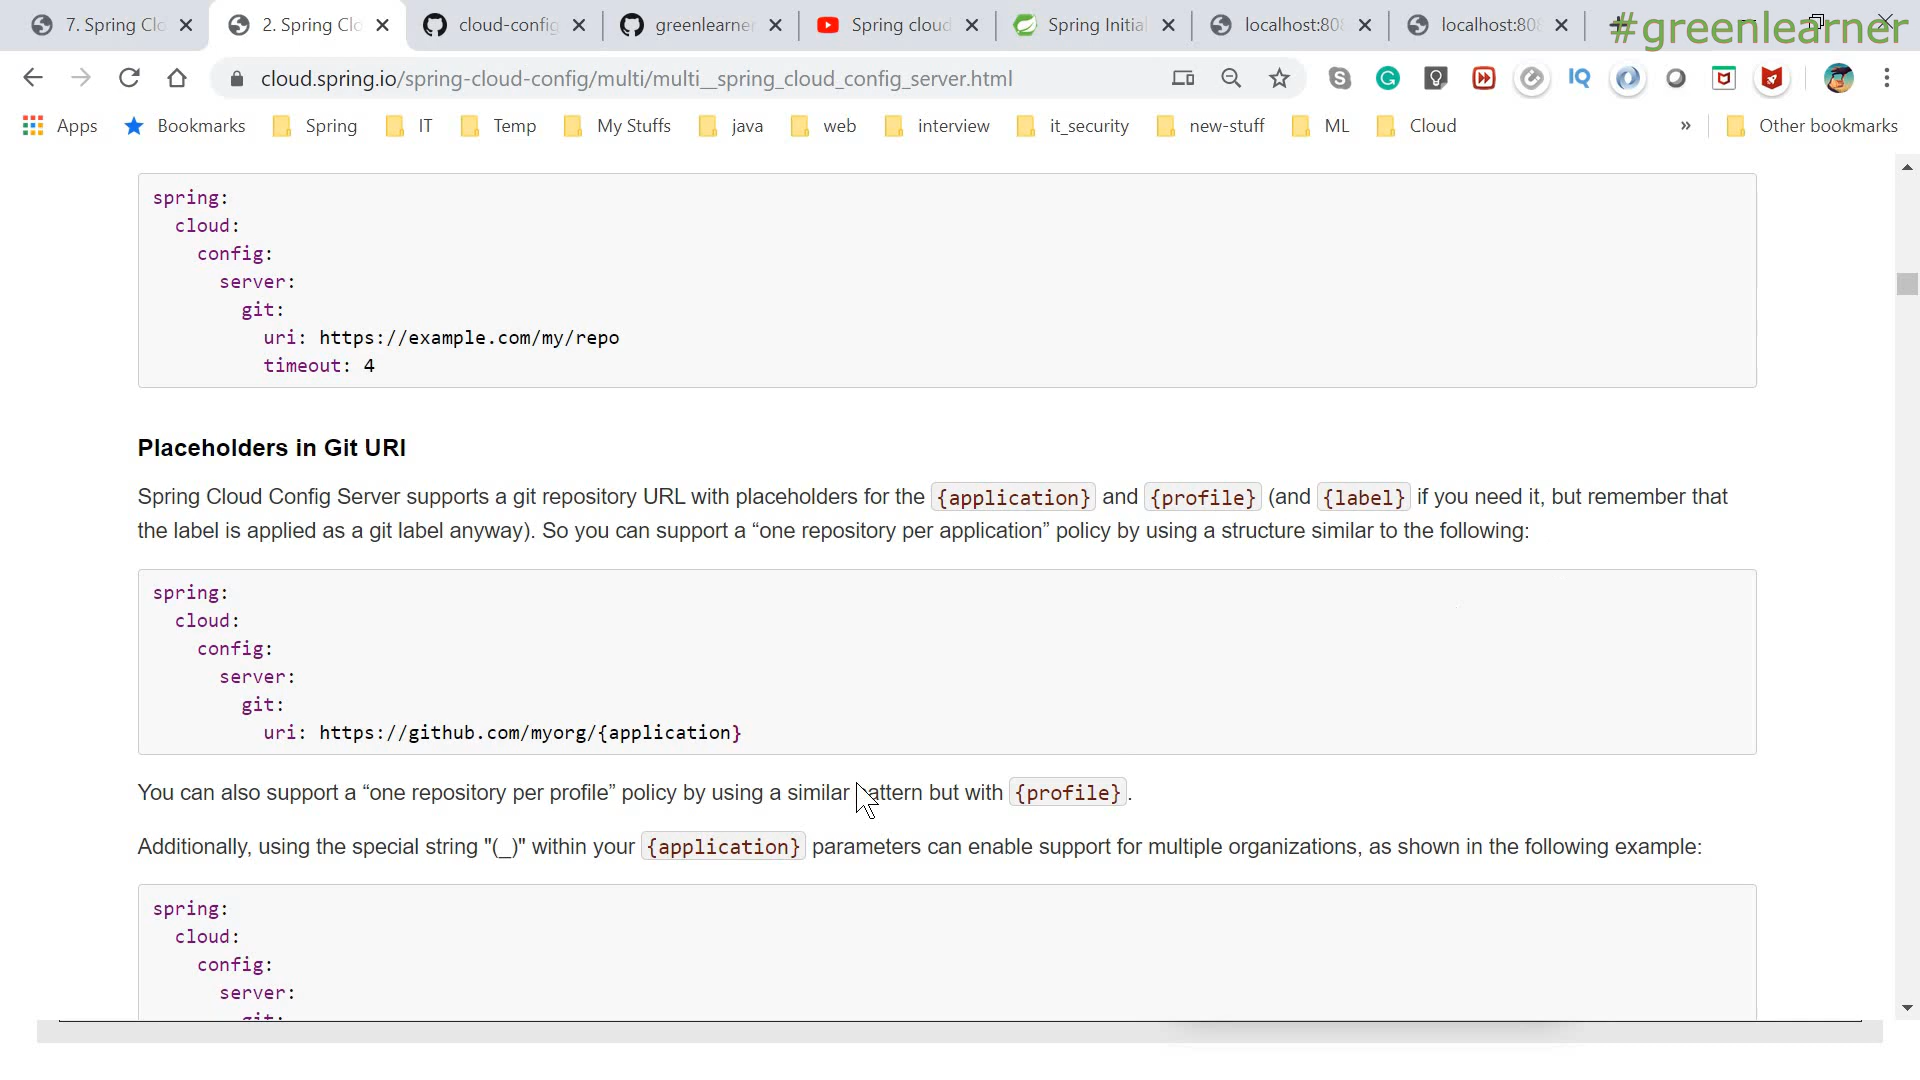 7. Spring Clo
2. Spring Clo
cloud-config
greenlearner
Spring cloud
Spring Initial
localhost:808
localhost:808
#greenlearner
cloud.spring.io/spring-cloud-config/multi/multi__spring_cloud_config_server.html
Apps
Bookmarks
Spring
IT
Temp
My Stuffs
java
web
interview
it_security
new-stuff
ML
Cloud
»
Other bookmarks
spring:
cloud:
config:
server:
git:
uri: https://example.com/my/repo
timeout: 4
Placeholders in Git URI
Spring Cloud Config Server supports a git repository URL with placeholders for the {application} and {profile} (and {label} if you need it, but remember that
the label is applied as a git label anyway). So you can support a “one repository per application” policy by using a structure similar to the following:
spring:
cloud:
config:
server:
git:
uri: https://github.com/myorg/{application}
You can also support a “one repository per profile” policy by using a similar pattern but with {profile}.
Additionally, using the special string "(_)" within your {application} parameters can enable support for multiple organizations, as shown in the following example:
spring:
cloud:
config:
server:
git: